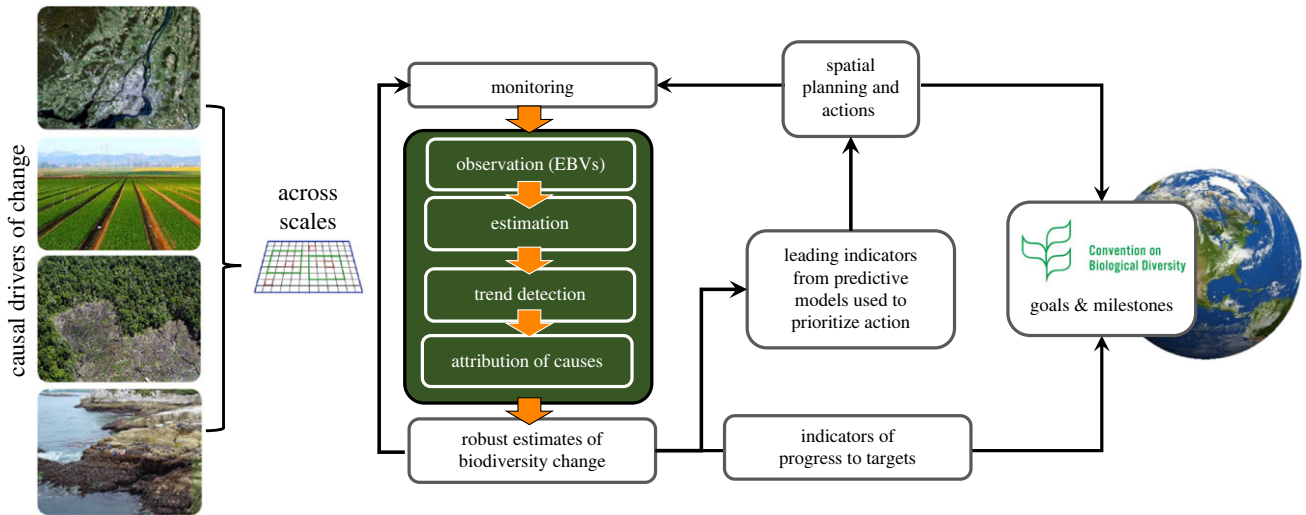 causal drivers of change
across
scales
monitoring
observation (EBVs)
estimation
trend detection
attribution of causes
robust estimates of
biodiversity change
spatial
planning and
actions
leading indicators
from predictive
models used to
prioritize action
indicators of
progress to targets
Convention on
Biological Diversity
goals & milestones